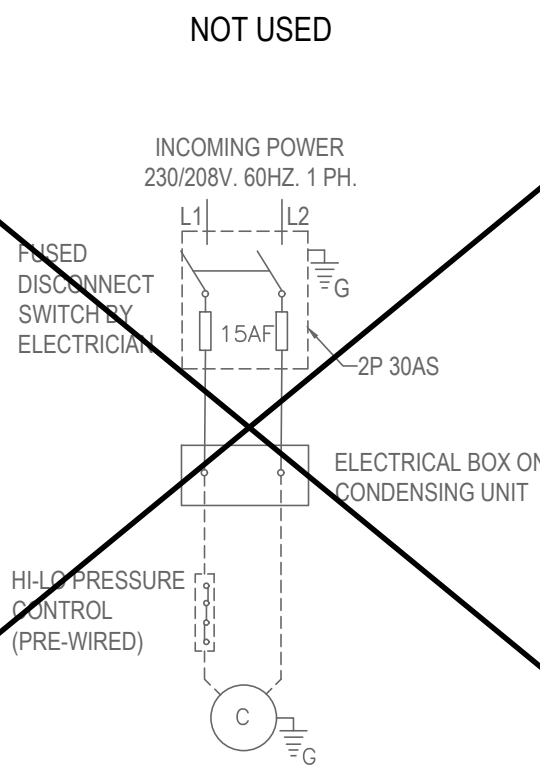 NOT USED
INCOMING POWER
230/208V. 60HZ. 1 PH.
L1
L2
FUSED
DISCONNECT
SWITCH BY
ELECTRICIAN
G
15AF
2P 30AS
ELECTRICAL BOX ON
CONDENSING UNIT
HI-LO PRESSURE
CONTROL
(PRE-WIRED)
C
G